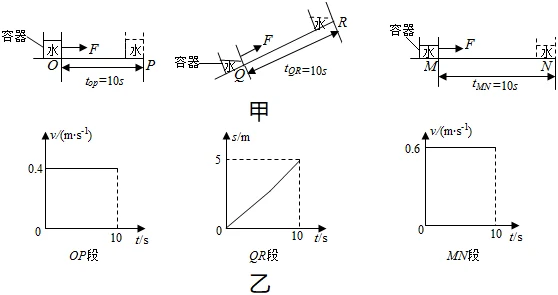 容器 水 F 水
O P
t_OP=10s
容器 水 F 水 R
Q
t_QR=10s
容器 水 F 水
M N
t_MN=10s
甲
v/(m·s⁻¹)
0.4
0 10 t/s
OP段
s/m
5
0 10 t/s
QR段
v/(m·s⁻¹)
0.6
0 10 t/s
MN段
乙